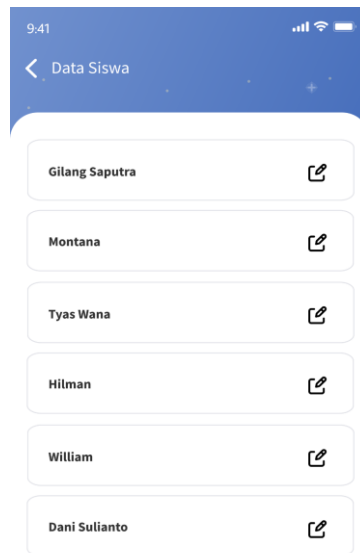 9:41
Data Siswa
Gilang Saputra
Montana
Tyas Wana
Hilman
William
Dani Sulianto